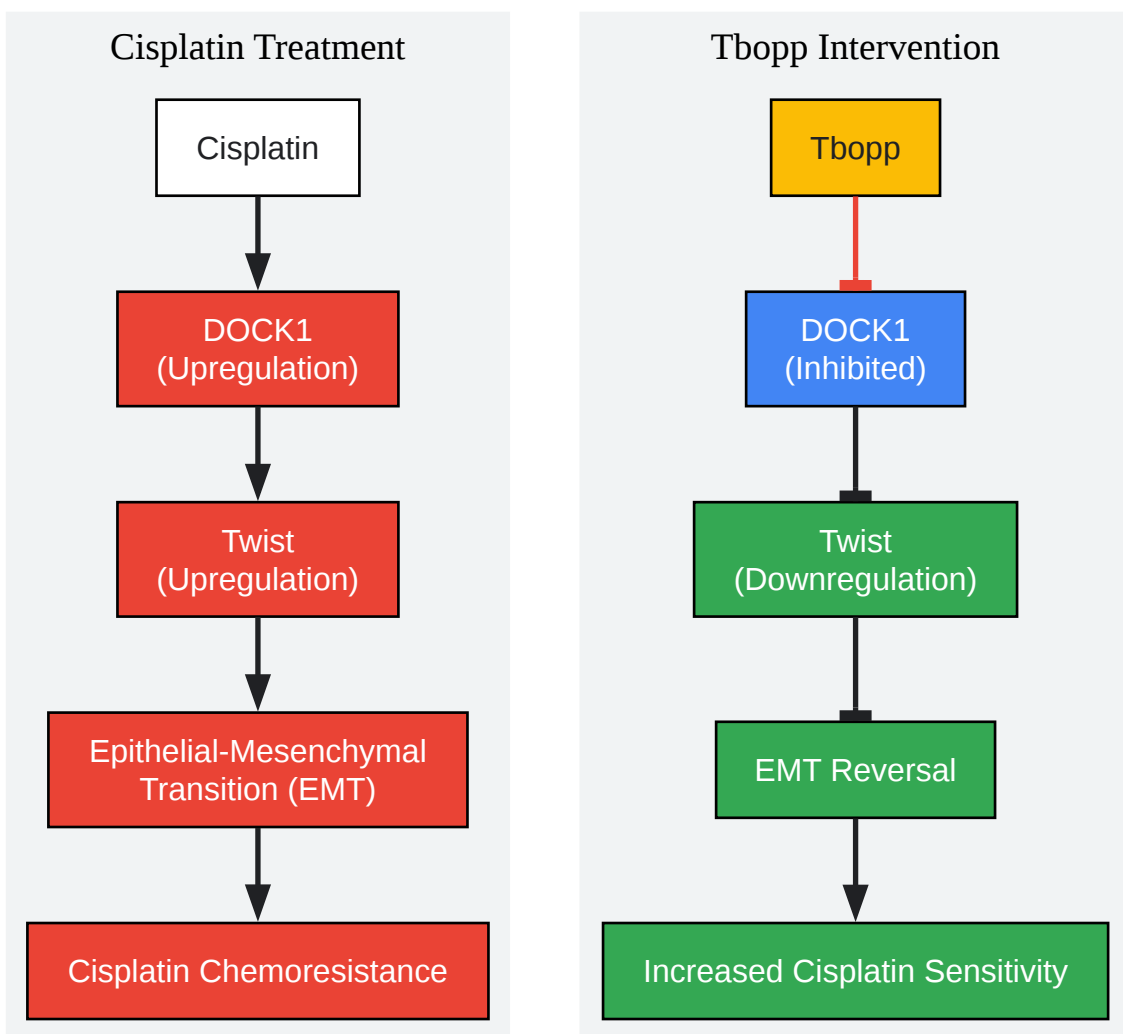 Cisplatin Treatment
Cisplatin
DOCK1
(Upregulation)
Twist
(Upregulation)
Epithelial-Mesenchymal
Transition (EMT)
Cisplatin Chemoresistance
Tbopp Intervention
Tbopp
DOCK1
(Inhibited)
Twist
(Downregulation)
EMT Reversal
Increased Cisplatin Sensitivity